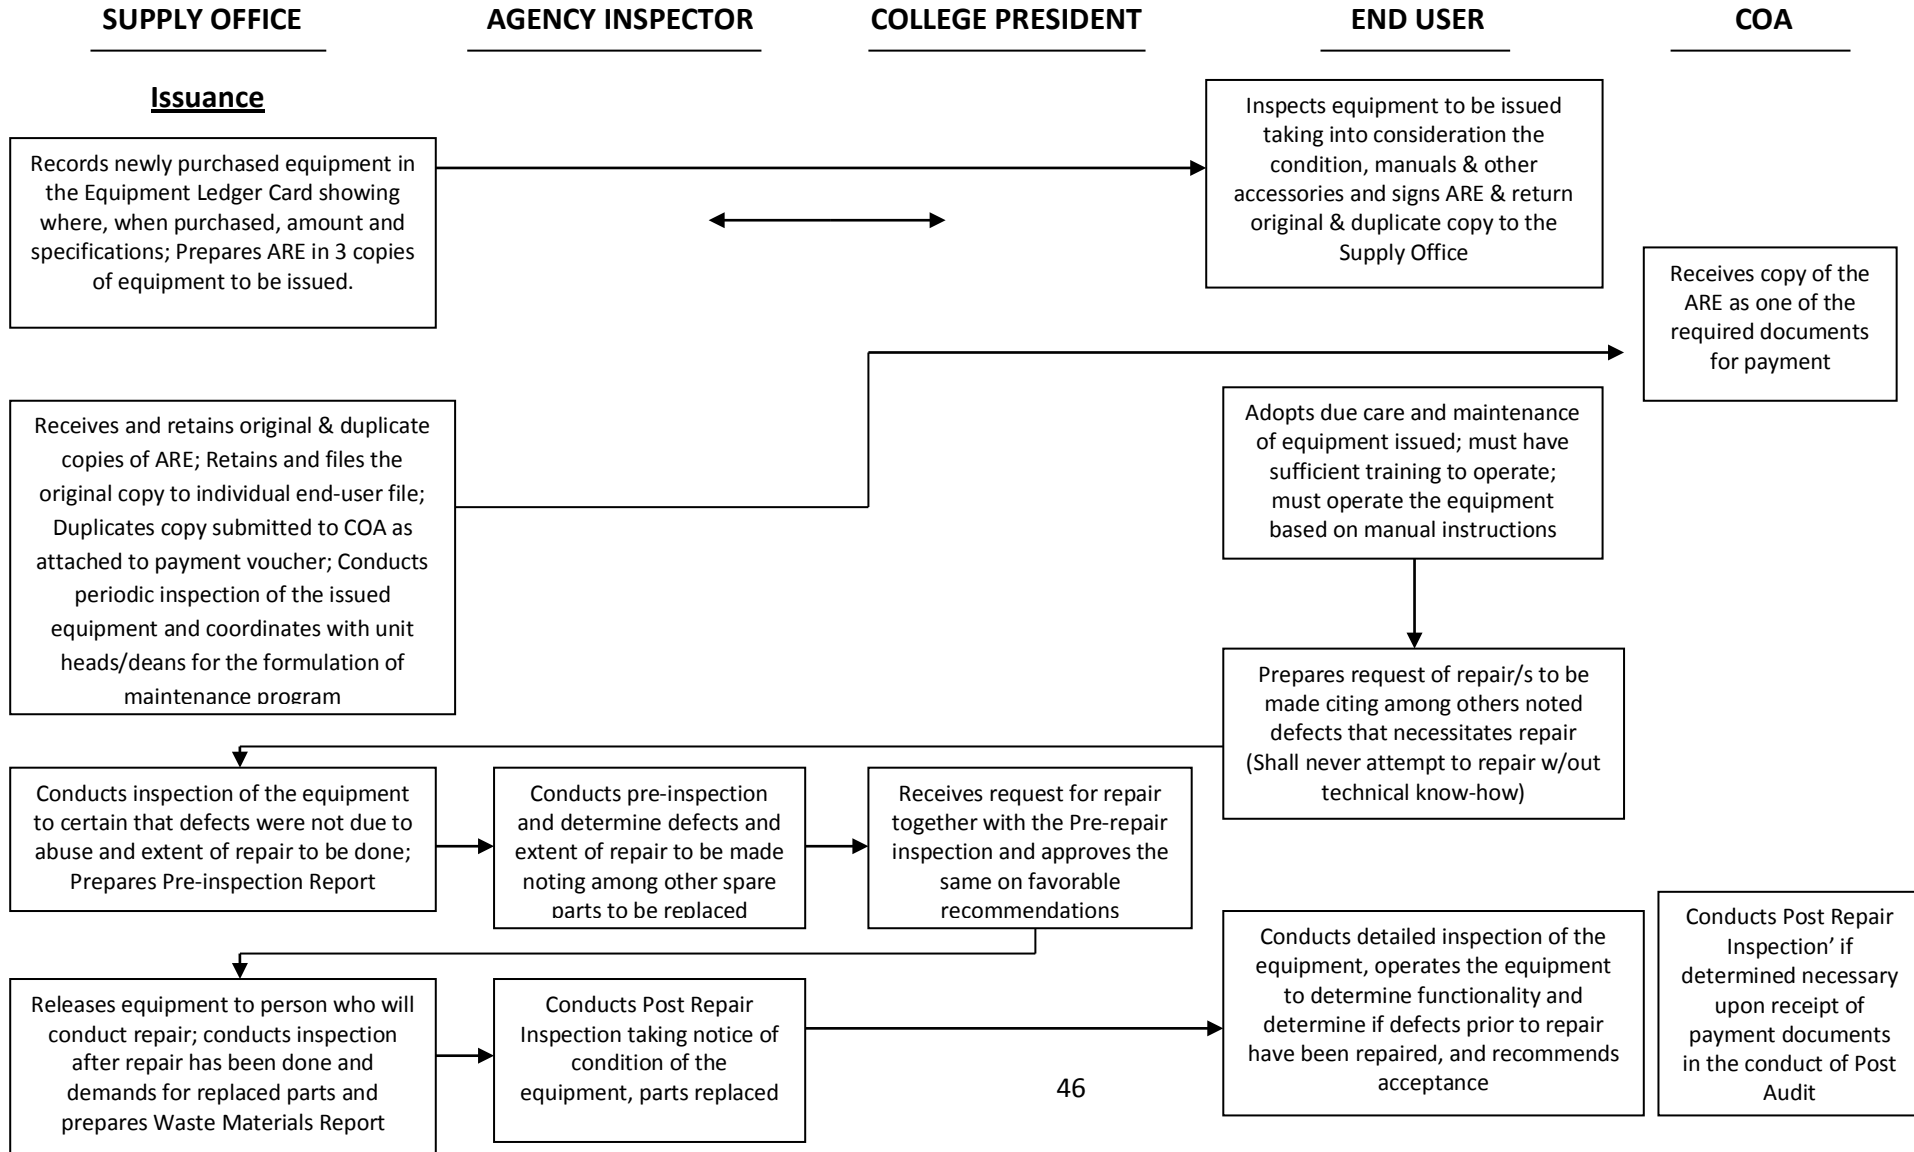 SUPPLY OFFICE
AGENCY INSPECTOR
COLLEGE PRESIDENT
END USER
COA
Issuance
Records newly purchased equipment in
the Equipment Ledger Card showing
where, when purchased, amount and
specifications; Prepares ARE in 3 copies
of equipment to be issued.
Inspects equipment to be issued
taking into consideration the
condition, manuals & other
accessories and signs ARE & return
original & duplicate copy to the
Supply Office
Receives copy of the
ARE as one of the
required documents
for payment
Receives and retains original & duplicate
copies of ARE; Retains and files the
original copy to individual end-user file;
Duplicates copy submitted to COA as
attached to payment voucher; Conducts
periodic inspection of the issued
equipment and coordinates with unit
heads/deans for the formulation of
maintenance program
Adopts due care and maintenance
of equipment issued; must have
sufficient training to operate;
must operate the equipment
based on manual instructions
Prepares request of repair/s to be
made citing among others noted
defects that necessitates repair
(Shall never attempt to repair w/out
technical know-how)
Conducts inspection of the equipment
to certain that defects were not due to
abuse and extent of repair to be done;
Prepares Pre-inspection Report
Conducts pre-inspection
and determine defects and
extent of repair to be made
noting among other spare
parts to be replaced
Receives request for repair
together with the Pre-repair
inspection and approves the
same on favorable
recommendations
Releases equipment to person who will
conduct repair; conducts inspection
after repair has been done and
demands for replaced parts and
prepares Waste Materials Report
Conducts Post Repair
Inspection taking notice of
condition of the
equipment, parts replaced
Conducts detailed inspection of the
equipment, operates the equipment
to determine functionality and
determine if defects prior to repair
have been repaired, and recommends
acceptance
Conducts Post Repair
Inspection’ if
determined necessary
upon receipt of
payment documents
in the conduct of Post
Audit
46